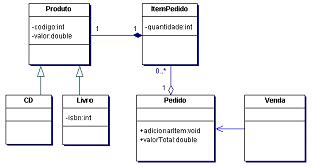 Produto
ItemPedido
-codigo:int
-valor:double
-quantidade:int
1
1
0..*
1
CD
Livro
-isbn:int
Pedido
+adicionarItem:void
+valorTotal:double
Venda